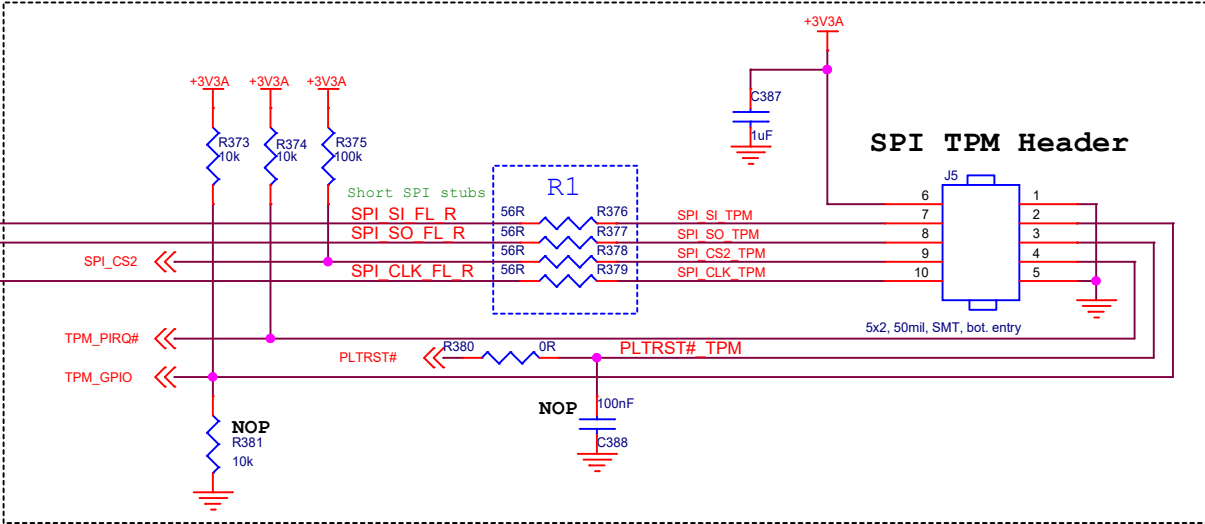 +3V3A
+3V3A
+3V3A
+3V3A
C387
1uF
SPI TPM Header
R373
10k
R374
10k
R375
100k
J5
Short SPI stubs
R1
SPI_SI_FL_R
56R
R376
SPI_SI_TPM
SPI_SO_FL_R
56R
R377
SPI_SO_TPM
SPI_CS2
56R
R378
SPI_CS2_TPM
SPI_CLK_FL_R
56R
R379
SPI_CLK_TPM
6
1
7
2
8
3
9
4
10
5
5x2, 50mil, SMT, bot. entry
TPM_PIRQ#
PLTRST#
R380
0R
PLTRST#_TPM
TPM_GPIO
NOP
100nF
C388
NOP
R381
10k